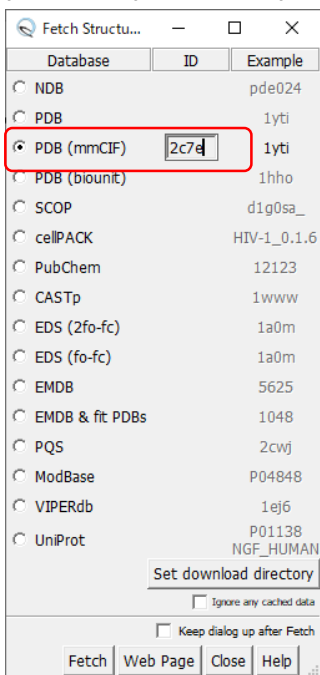 Fetch Structu...
Database ID Example
NDB pde024
PDB 1yti
PDB (mmCIF) 2c7e 1yti
PDB (biounit) 1hho
SCOP d1g0sa_
cellPACK HIV-1_0.1.6
PubChem 12123
CASTp 1www
EDS (2fo-fc) 1a0m
EDS (fo-fc) 1a0m
EMDB 5625
EMDB & fit PDBs 1048
PQS 2cwj
ModBase P04848
VIPERdb 1ej6
UniProt P01138
NGF_HUMAN
Set download directory
Ignore any cached data
Keep dialog up after Fetch
Fetch Web Page Close Help